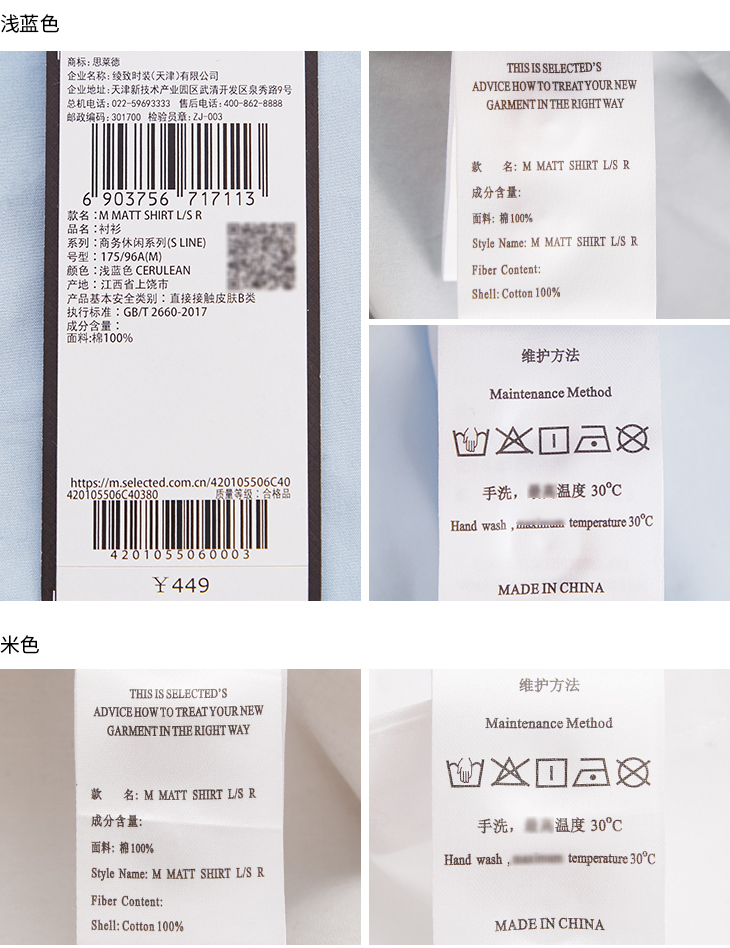 浅蓝色
商标: 思莱德
企业名称: 绫致时装(天津)有限公司
企业地址: 天津新技术产业园区武清开发区泉秀路9号
总机电话: 022-59693333 售后电话: 400-862-8888
邮政编码: 301700 检验员章: ZJ-003
6 903756 717113
款名：M MATT SHIRT L/S R
品名：衬衫
系列：商务休闲系列(S LINE)
号型：175/96A(M)
颜色：浅蓝色 CERULEAN
产地：江西省上饶市
产品基本安全类别：直接接触皮肤B类
执行标准：GB/T 2660-2017
成分含量：
面料:棉100%
https://m.selected.com.cn/420105506C40
420105506C40380 质量等级：合格品
4201055060003
￥449
THIS IS SELECTED'S
ADVICE HOW TO TREAT YOUR NEW
GARMENT IN THE RIGHT WAY
款 名: M MATT SHIRT L/S R
成分含量:
面料: 棉100%
Style Name: M MATT SHIRT L/S R
Fiber Content:
Shell: Cotton 100%
维护方法
Maintenance Method
手洗， 温度 30°C
Hand wash , maximum temperature 30°C
MADE IN CHINA
米色
THIS IS SELECTED'S
ADVICE HOW TO TREAT YOUR NEW
GARMENT IN THE RIGHT WAY
款 名: M MATT SHIRT L/S R
成分含量:
面料: 棉100%
Style Name: M MATT SHIRT L/S R
Fiber Content:
Shell: Cotton 100%
维护方法
Maintenance Method
手洗， 温度 30°C
Hand wash , maximum temperature 30°C
MADE IN CHINA